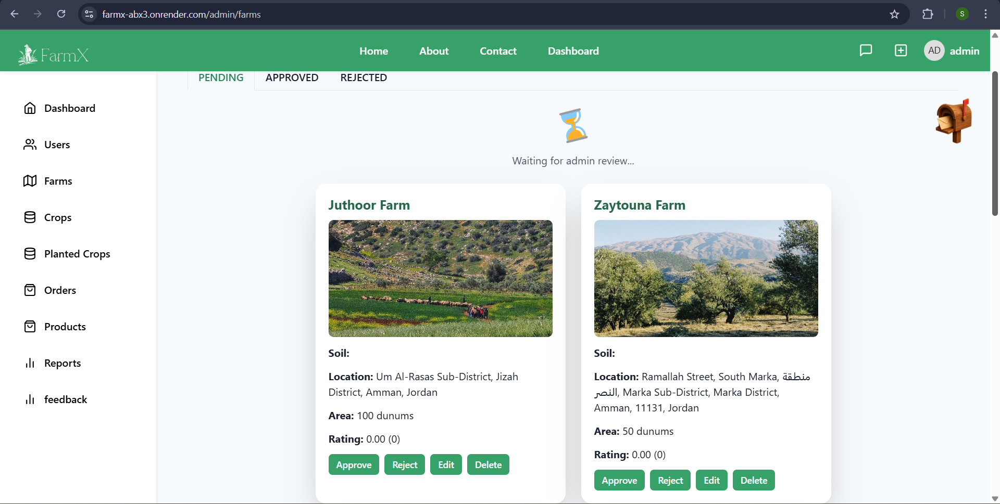 farmx-abx3.onrender.com/admin/farms
S
FarmX
Home
About
Contact
Dashboard
AD
admin
Dashboard
Users
Farms
Crops
Planted Crops
Orders
Products
Reports
feedback
PENDING
APPROVED
REJECTED
Waiting for admin review...
Juthoor Farm
Soil:
Location: Um Al-Rasas Sub-District, Jizah
District, Amman, Jordan
Area: 100 dunums
Rating: 0.00 (0)
Approve
Reject
Edit
Delete
Zaytouna Farm
Soil:
Location: Ramallah Street, South Marka, منطقة
النصر, Marka Sub-District, Marka District,
Amman, 11131, Jordan
Area: 50 dunums
Rating: 0.00 (0)
Approve
Reject
Edit
Delete